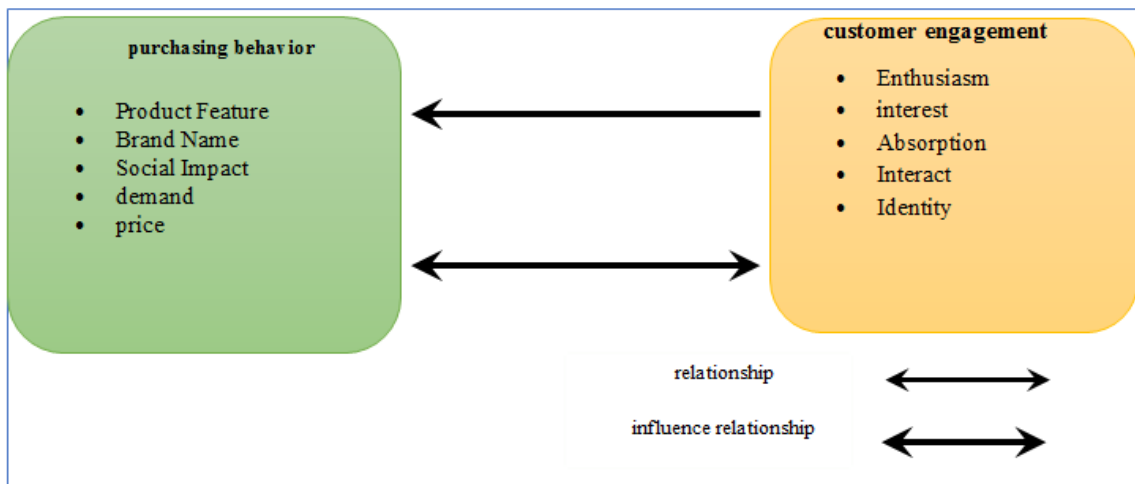 purchasing behavior
• Product Feature
• Brand Name
• Social Impact
• demand
• price
customer engagement
• Enthusiasm
• interest
• Absorption
• Interact
• Identity
relationship
influence relationship